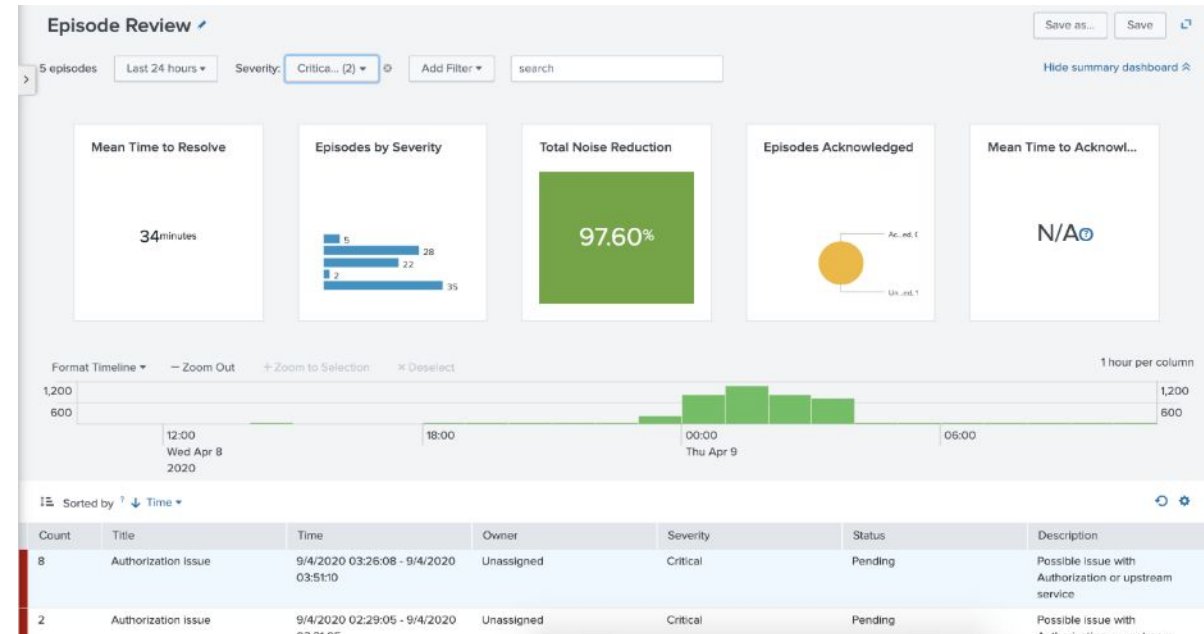 Episode Review
Save as...
Save
5 episodes
Last 24 hours
Severity:
Critica... (2)
Add Filter
search
Hide summary dashboard
Mean Time to Resolve
Episodes by Severity
Total Noise Reduction
Episodes Acknowledged
Mean Time to Acknowl...
34 minutes
5
28
22
2
35
97.60%
Ac...ed,
Un...ed,
N/A
Format Timeline
— Zoom Out
+ Zoom to Selection
× Deselect
1 hour per column
1,200
600
1,200
600
12:00
Wed Apr 8
2020
18:00
00:00
Thu Apr 9
06:00
Sorted by ? ↓ Time
Count Title Time Owner Severity Status Description
8 Authorization issue 9/4/2020 03:26:08 - 9/4/2020 Unassigned Critical Pending Possible issue with
03:51:10 Authorization or upstream
service
2 Authorization issue 9/4/2020 02:29:05 - 9/4/2020 Unassigned Critical Pending Possible issue with